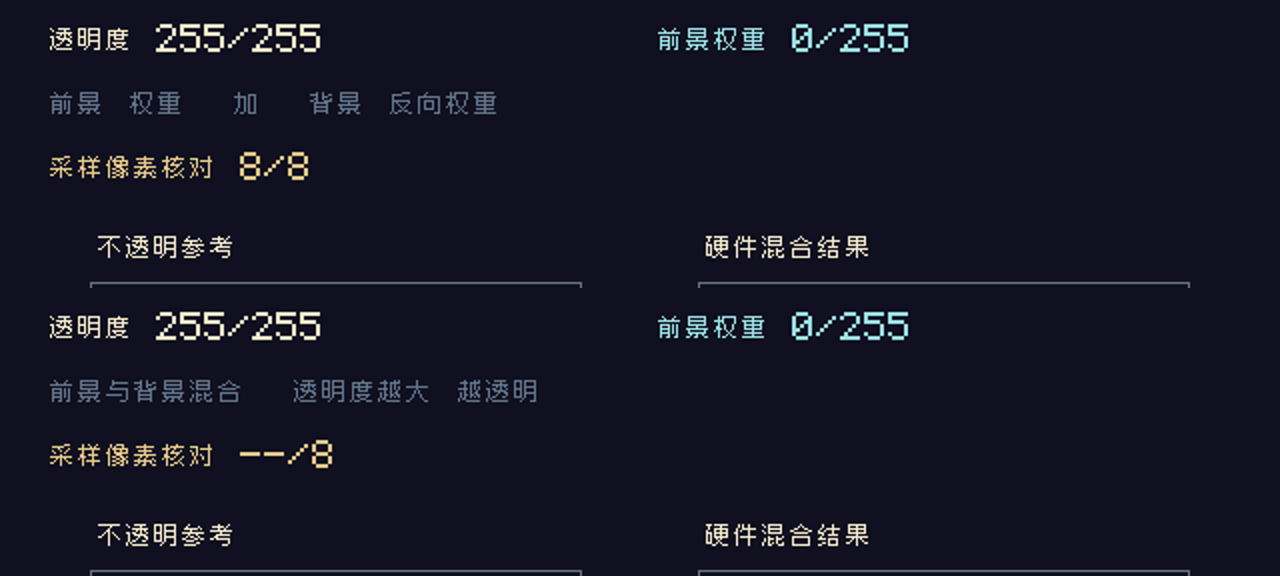 透明度 255/255 前景权重 0/255
前景 权重 加 背景 反向权重
采样像素核对 8/8
不透明参考 硬件混合结果
透明度 255/255 前景权重 0/255
前景与背景混合 透明度越大 越透明
采样像素核对 --/8
不透明参考 硬件混合结果